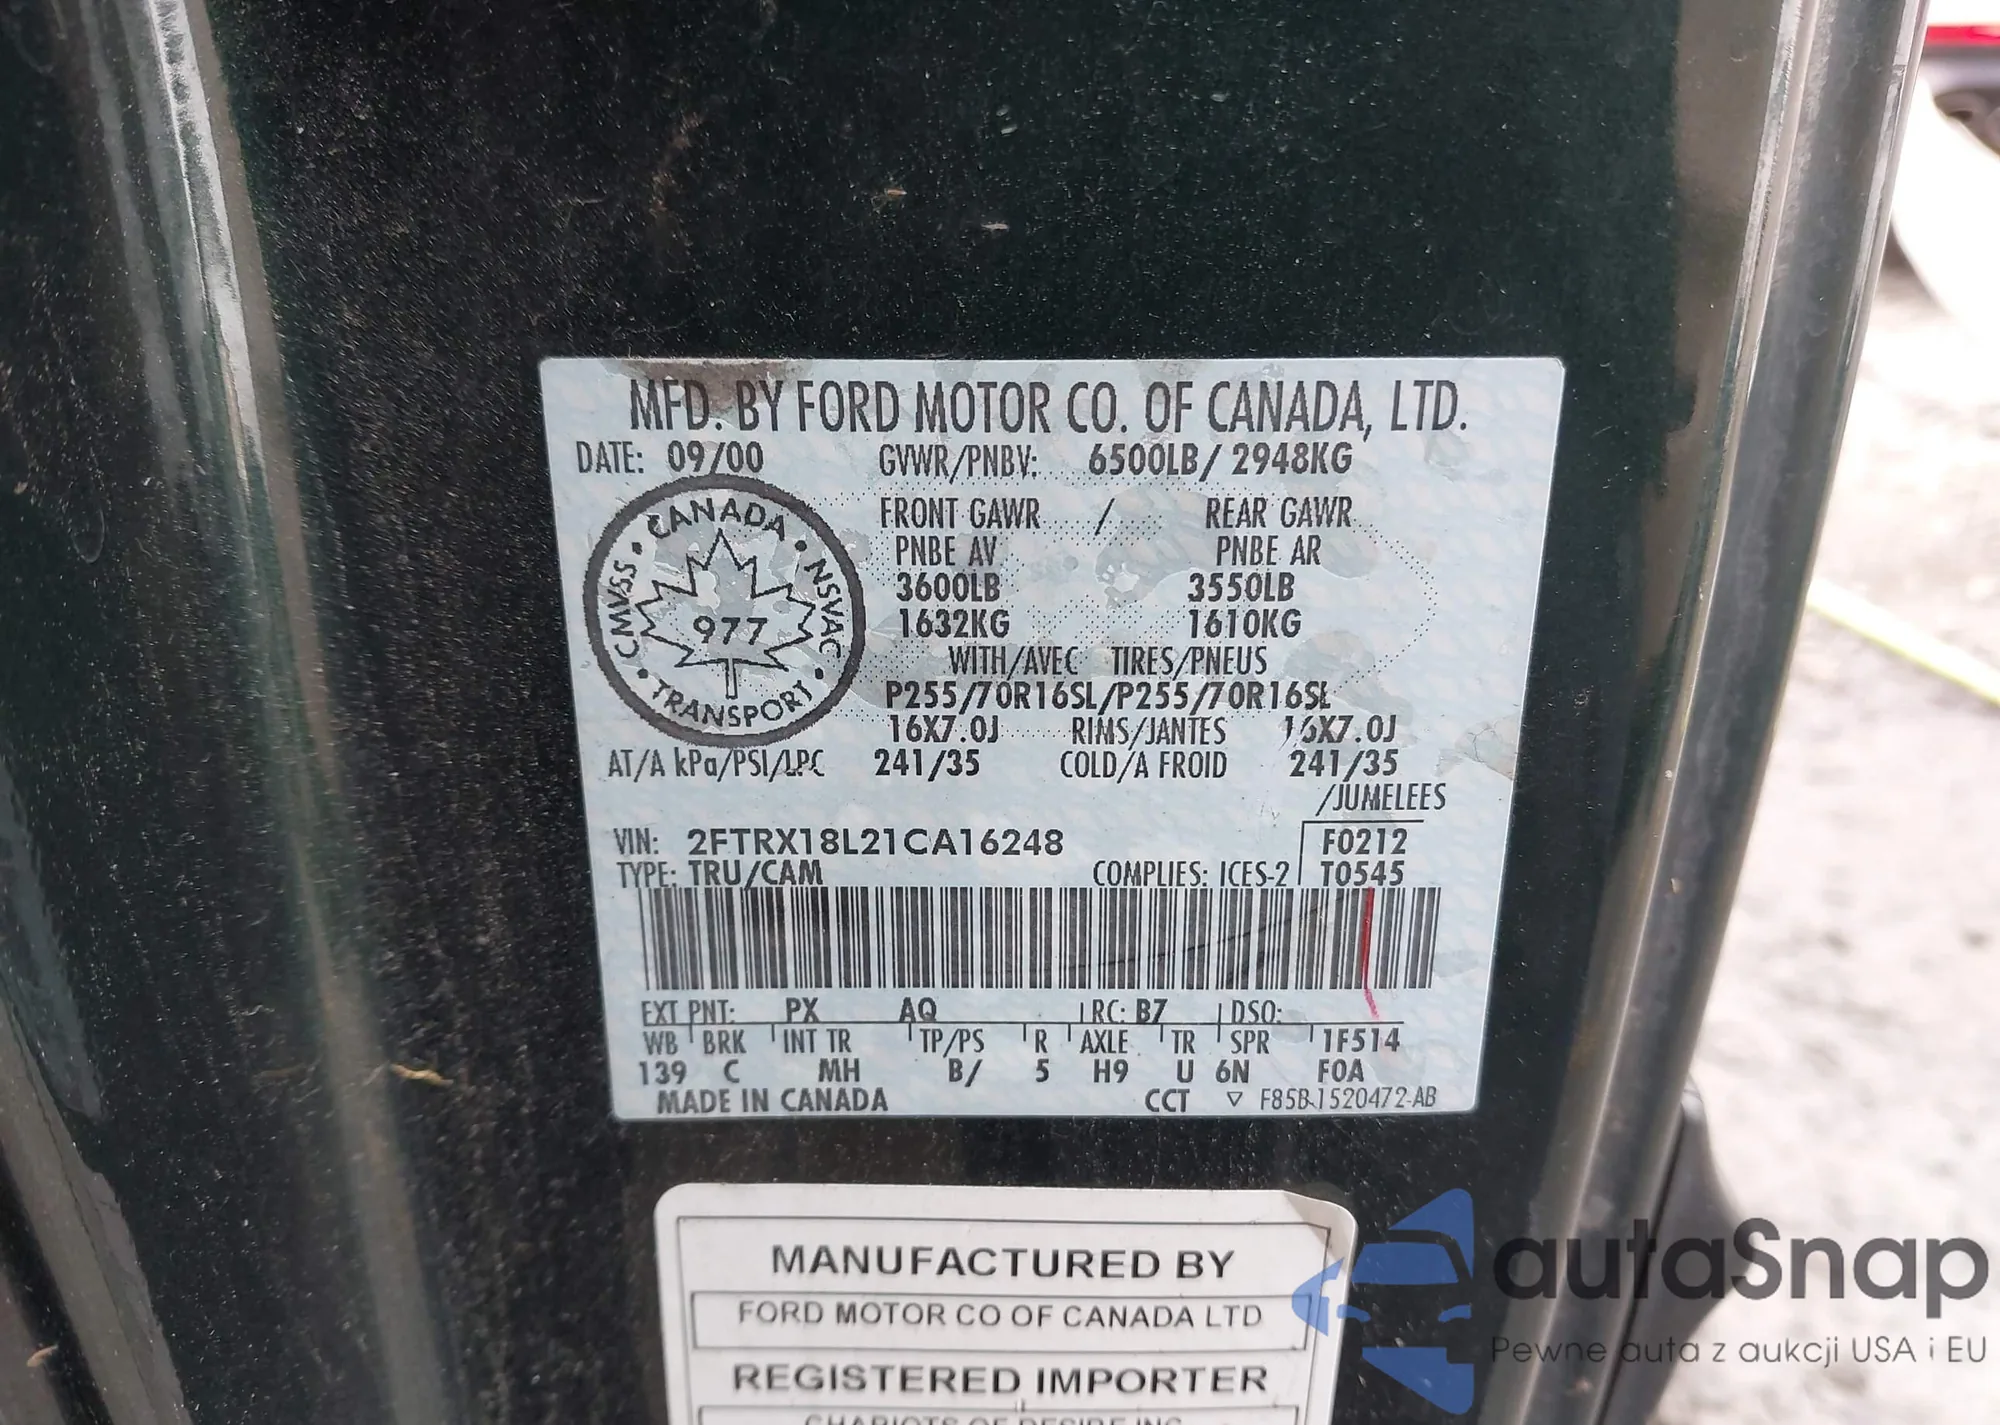 MFD. BY FORD MOTOR CO. OF CANADA, LTD.
DATE: 09/00 GVWR/PNBV: 6500LB/ 2948KG
FRONT GAWR / REAR GAWR
PNBE AV PNBE AR
3600LB 3550LB
1632KG 1610KG
WITH/AVEC TIRES/PNEUS
P255/70R16SL/P255/70R16SL
16X7.0J RIMS/JANTES 16X7.0J
AT/A kPa/PSI/LPC 241/35 COLD/A FROID 241/35
/JUMELEES
CANADA
CMVSS • NSVAC
977
TRANSPORT
VIN: 2FTRX18L21CA16248 F0212
TYPE: TRU/CAM COMPLIES: ICES-2 T0545
EXT PNT: PX AQ RC: B7 DSO:
WB BRK INT TR TP/PS R AXLE TR SPR 1F514
139 C MH B/ 5 H9 U 6N F0A
MADE IN CANADA CCT ▽ F85B-1520472-AB
MANUFACTURED BY
FORD MOTOR CO OF CANADA LTD
REGISTERED IMPORTER
CHARIOTS OF DESIRE INC
autaSnap
Pewne auta z aukcji USA i EU